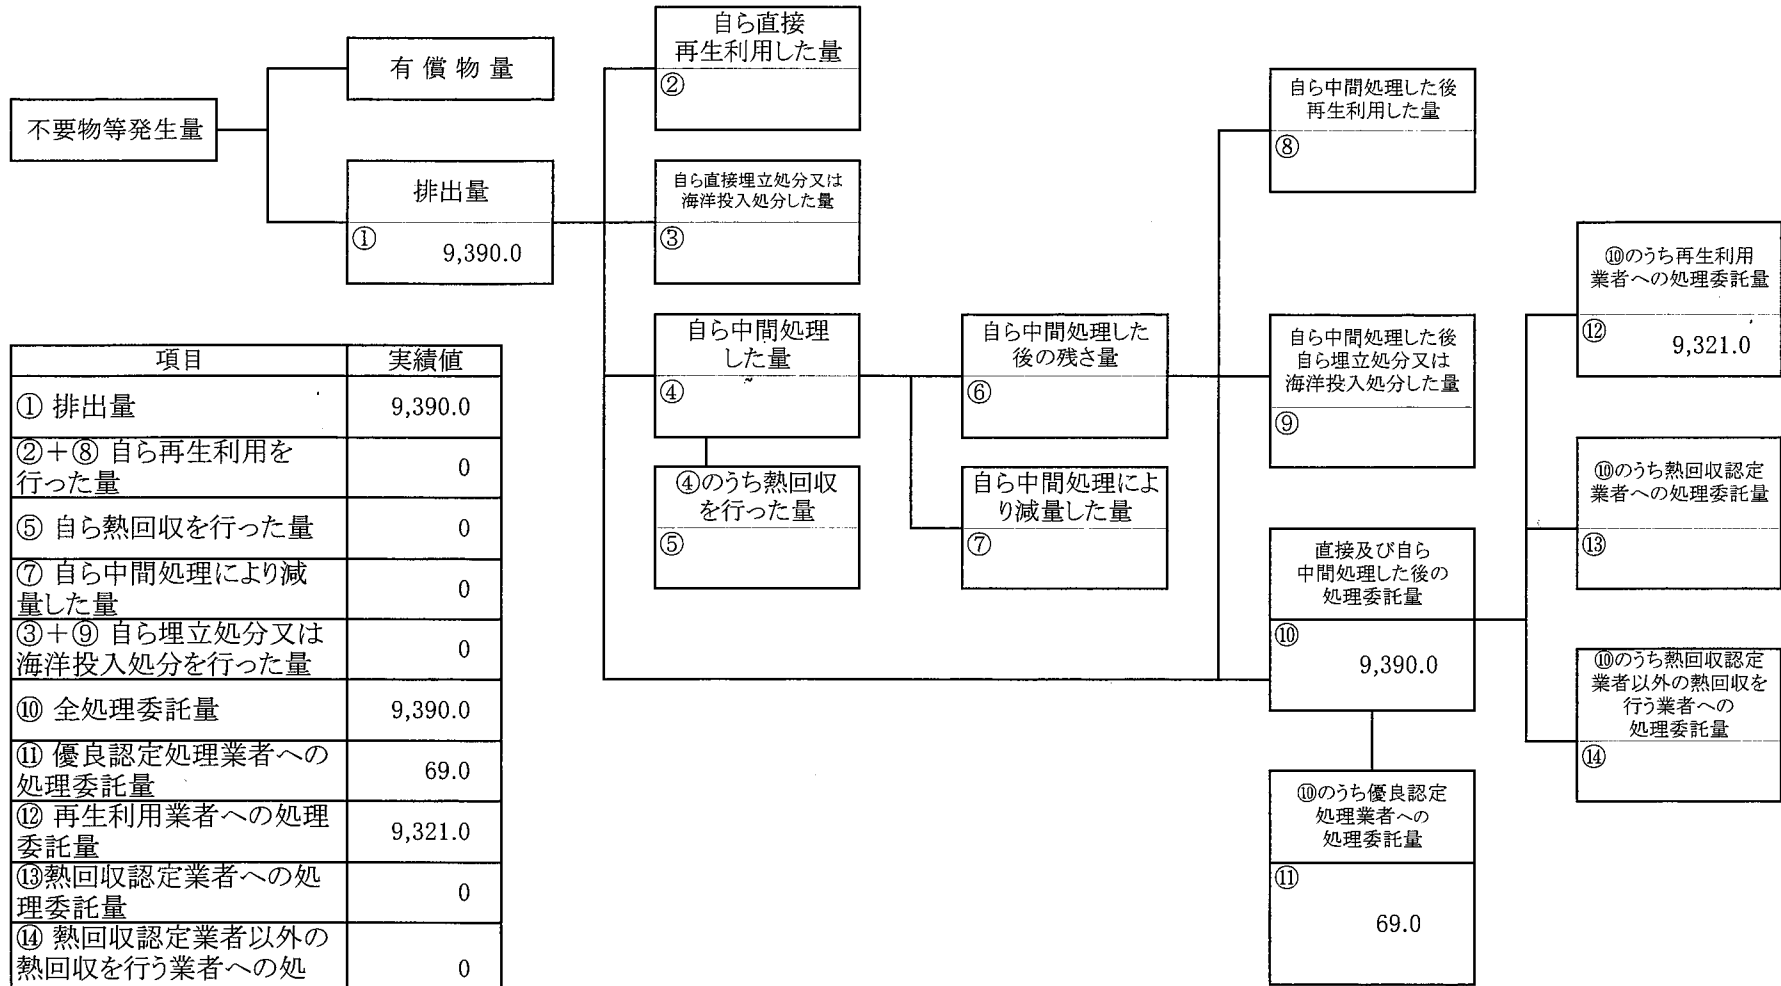 不要物等発生量
有償物量
排出量
①
9,390.0
自ら直接
再生利用した量
②
自ら直接埋立処分又は
海洋投入処分した量
③
自ら中間処理
した量
④
④のうち熱回収
を行った量
⑤
自ら中間処理した
後の残さ量
⑥
自ら中間処理によ
り減量した量
⑦
自ら中間処理した後
再生利用した量
⑧
自ら中間処理した後
自ら埋立処分又は
海洋投入処分した量
⑨
直接及び自ら
中間処理した後の
処理委託量
⑩
9,390.0
⑩のうち優良認定
処理業者への
処理委託量
⑪
69.0
⑩のうち再生利用
業者への処理委託量
⑫
9,321.0
⑩のうち熱回収認定
業者への処理委託量
⑬
⑩のうち熱回収認定
業者以外の熱回収を
行う業者への
処理委託量
⑭
項目 実績値
① 排出量 9,390.0
②+⑧ 自ら再生利用を
行った量 0
⑤ 自ら熱回収を行った量 0
⑦ 自ら中間処理により減
量した量 0
③+⑨ 自ら埋立処分又は
海洋投入処分を行った量 0
⑩ 全処理委託量 9,390.0
⑪ 優良認定処理業者への
処理委託量 69.0
⑫ 再生利用業者への処理
委託量 9,321.0
⑬熱回収認定業者への処
理委託量 0
⑭ 熱回収認定業者以外の
熱回収を行う業者への処 0